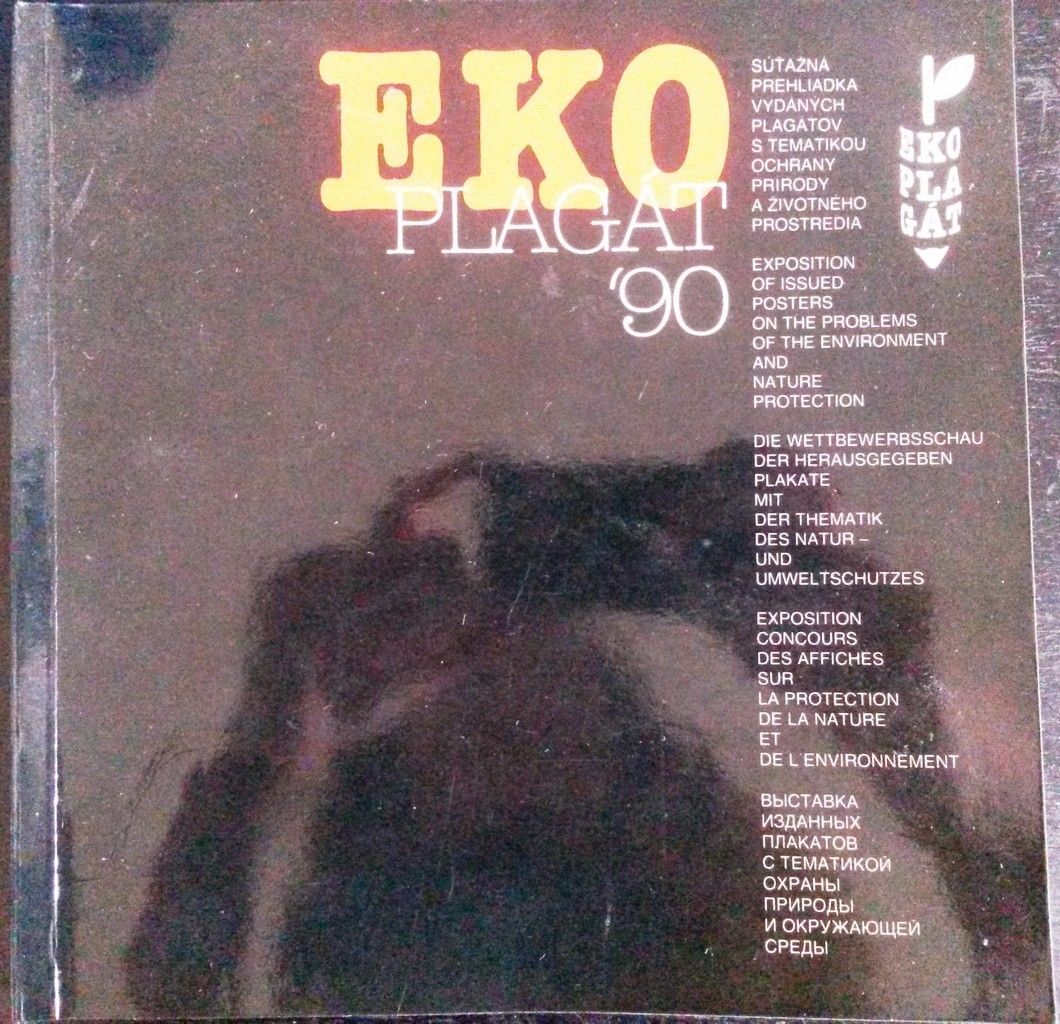 EKO
PLAGÁT
'90
SÚŤAŽNÁ
PREHLIADKA
VYDANÝCH
PLAGÁTOV
S TEMATIKOU
OCHRANY
PRÍRODY
A ŽIVOTNÉHO
PROSTREDIA
EKO
PLA
GÁT
EXPOSITION
OF ISSUED
POSTERS
ON THE PROBLEMS
OF THE ENVIRONMENT
AND
NATURE
PROTECTION
DIE WETTBEWERBSSCHAU
DER HERAUSGEGEBEN
PLAKATE
MIT
DER THEMATIK
DES NATUR –
UND
UMWELTSCHUTZES
EXPOSITION
CONCOURS
DES AFFICHES
SUR
LA PROTECTION
DE LA NATURE
ET
DE L'ENVIRONNEMENT
ВЫСТАВКА
ИЗДАННЫХ
ПЛАКАТОВ
С ТЕМАТИКОЙ
ОХРАНЫ
ПРИРОДЫ
И ОКРУЖАЮЩЕЙ
СРЕДЫ